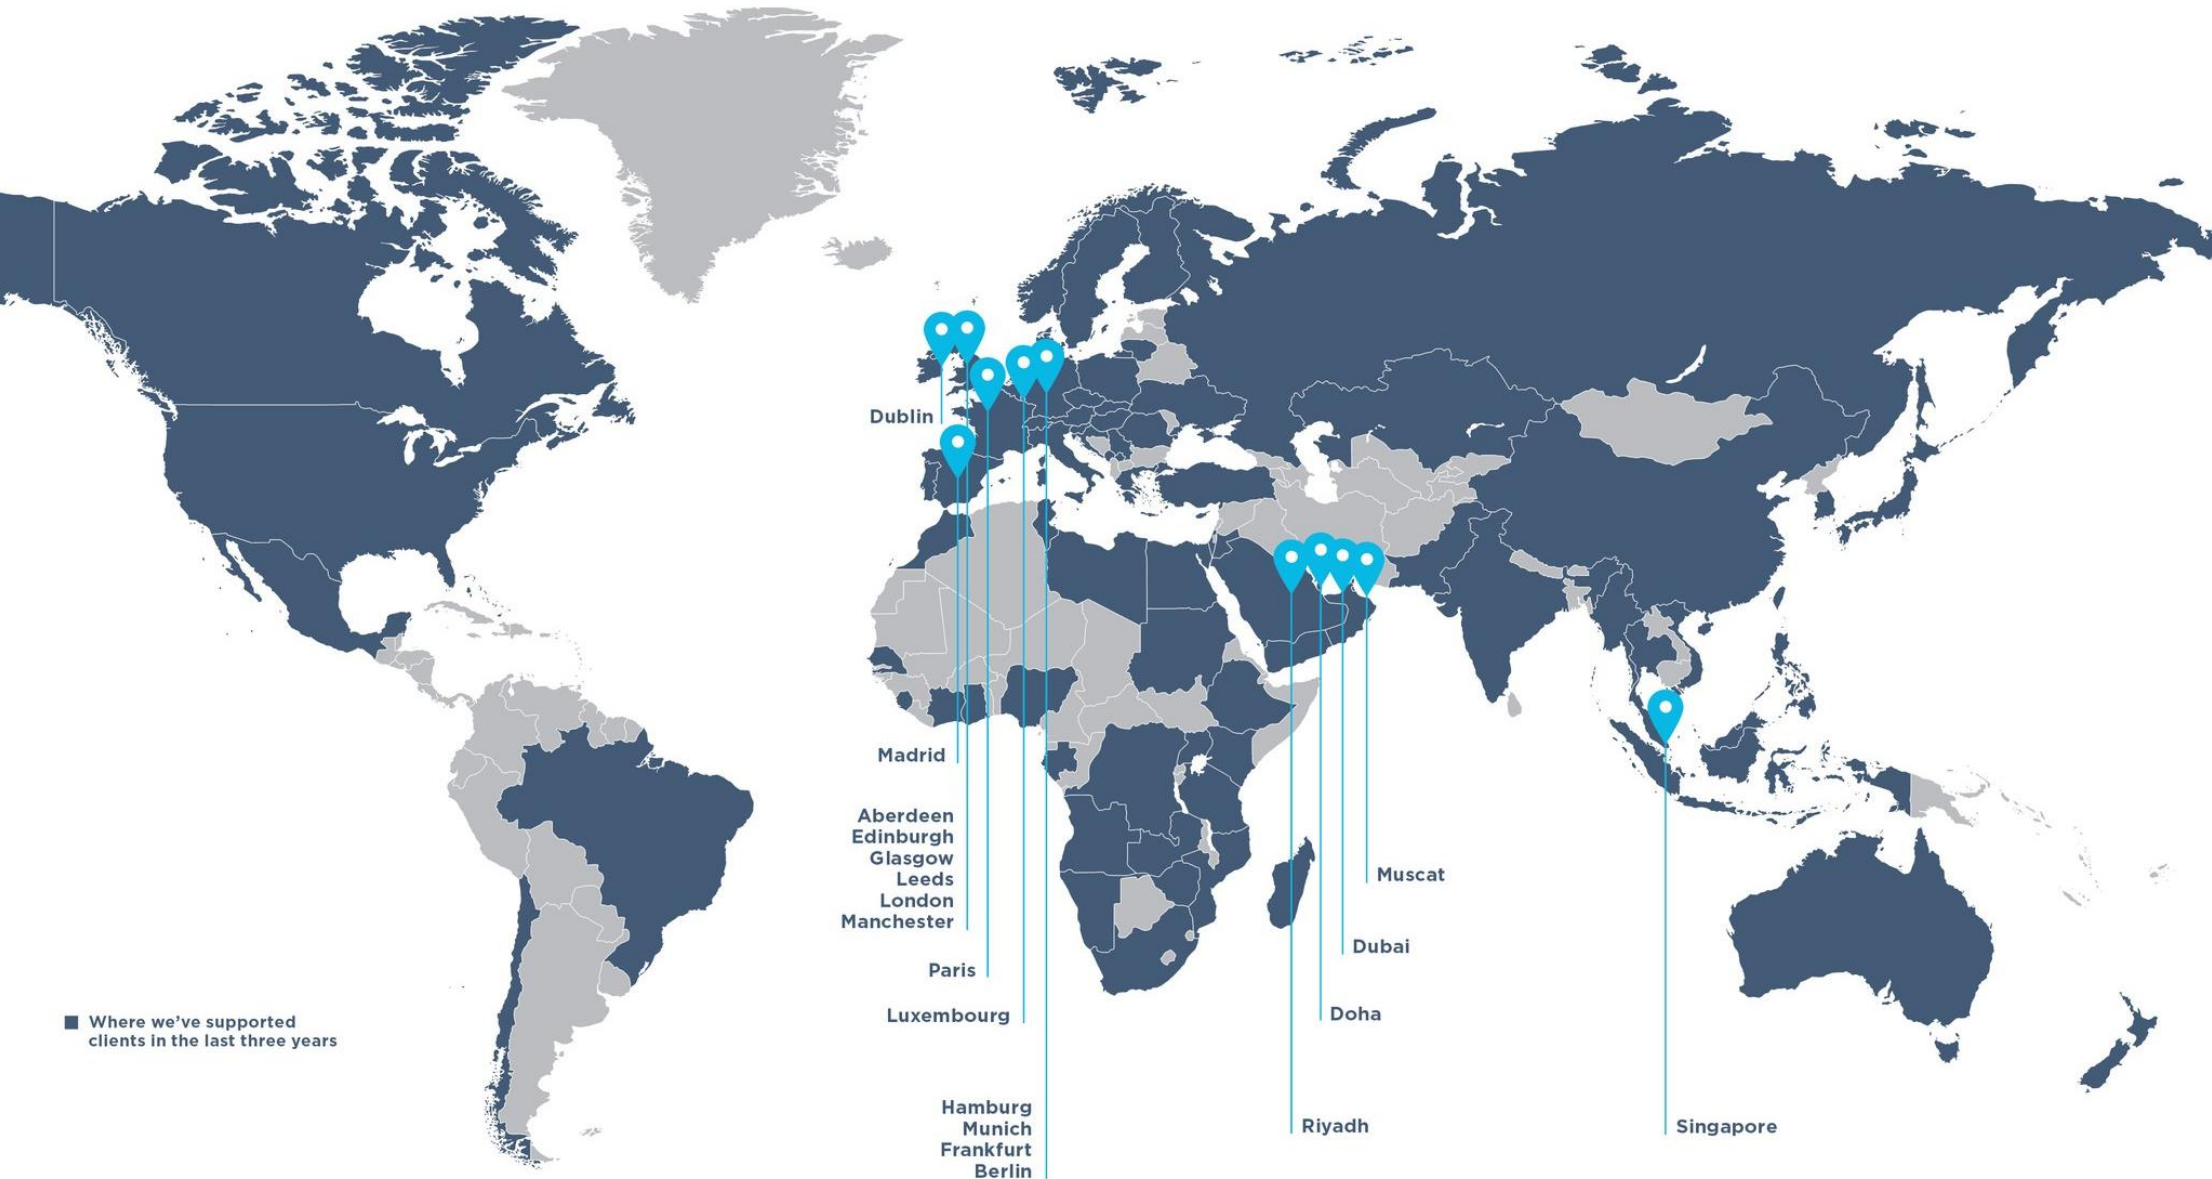 Dublin
Madrid
Aberdeen
Edinburgh
Glasgow
Leeds
London
Manchester
Paris
Luxembourg
Hamburg
Munich
Frankfurt
Berlin
Muscat
Dubai
Doha
Riyadh
Singapore
Where we've supported
clients in the last three years